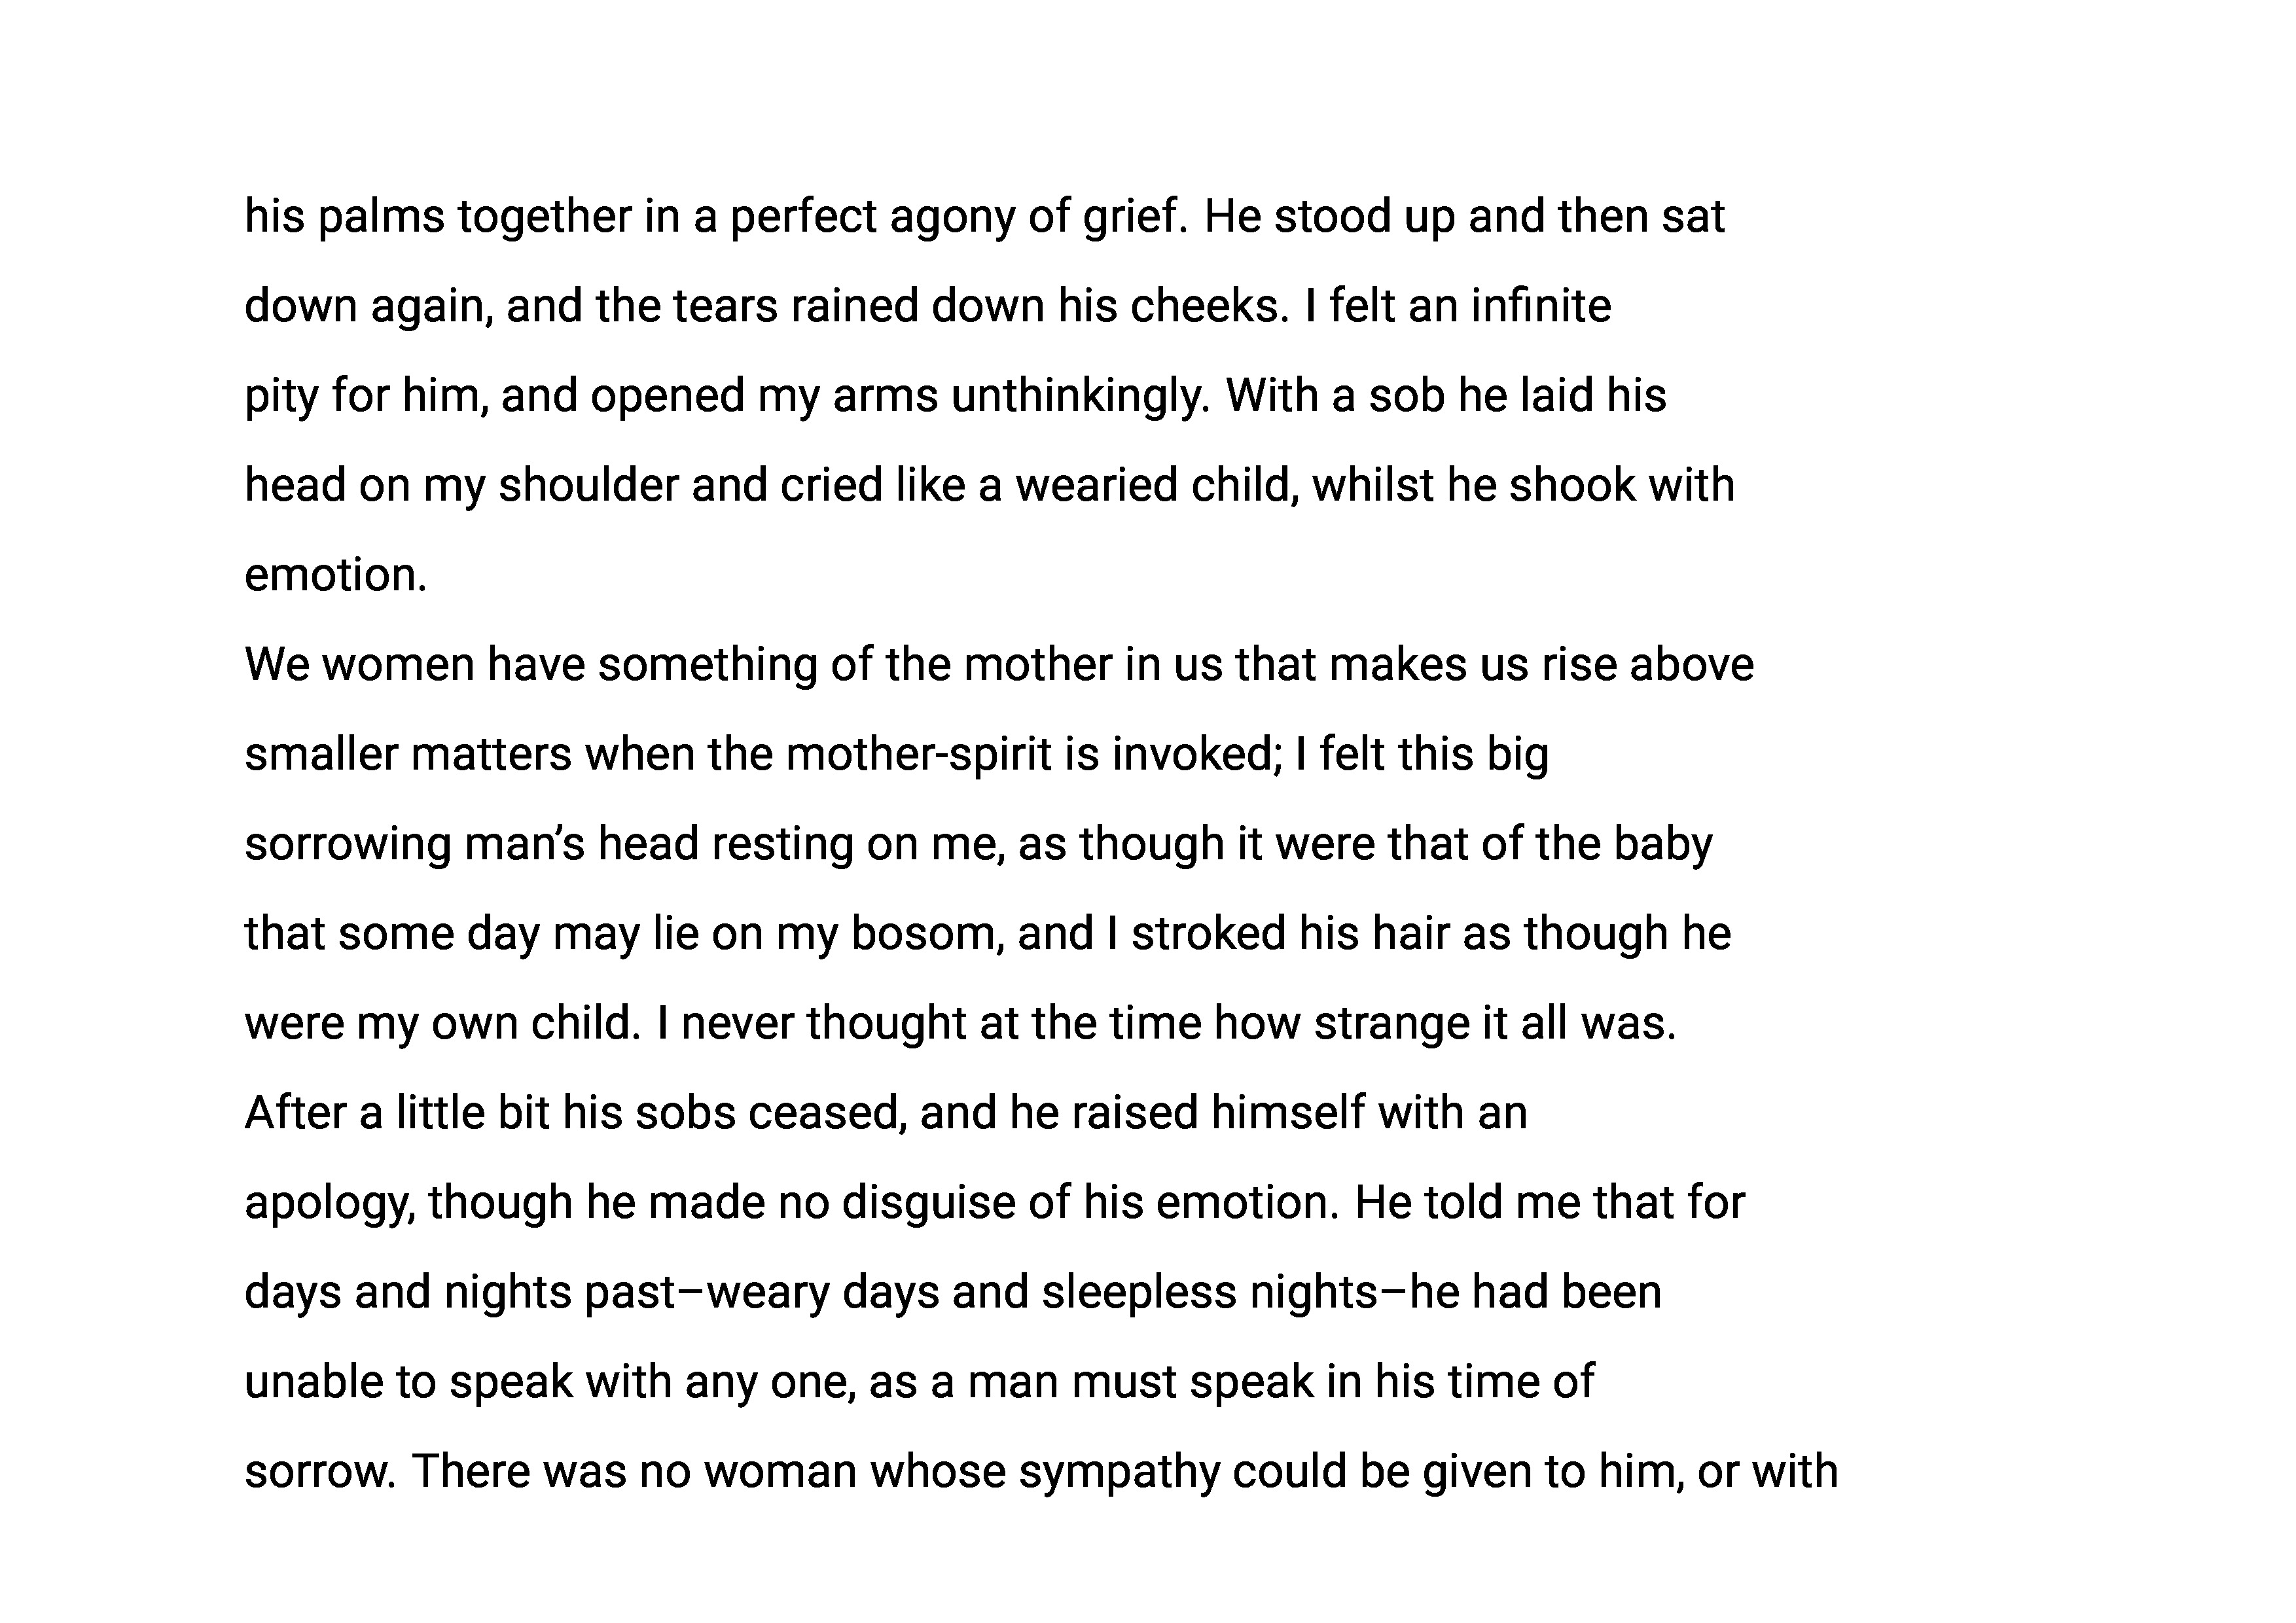 his palms together in a perfect agony of grief. He stood up and then sat
down again, and the tears rained down his cheeks. I felt an infinite
pity for him, and opened my arms unthinkingly. With a sob he laid his
head on my shoulder and cried like a wearied child, whilst he shook with
emotion.
We women have something of the mother in us that makes us rise above
smaller matters when the mother-spirit is invoked; I felt this big
sorrowing man’s head resting on me, as though it were that of the baby
that some day may lie on my bosom, and I stroked his hair as though he
were my own child. I never thought at the time how strange it all was.
After a little bit his sobs ceased, and he raised himself with an
apology, though he made no disguise of his emotion. He told me that for
days and nights past–weary days and sleepless nights–he had been
unable to speak with any one, as a man must speak in his time of
sorrow. There was no woman whose sympathy could be given to him, or with